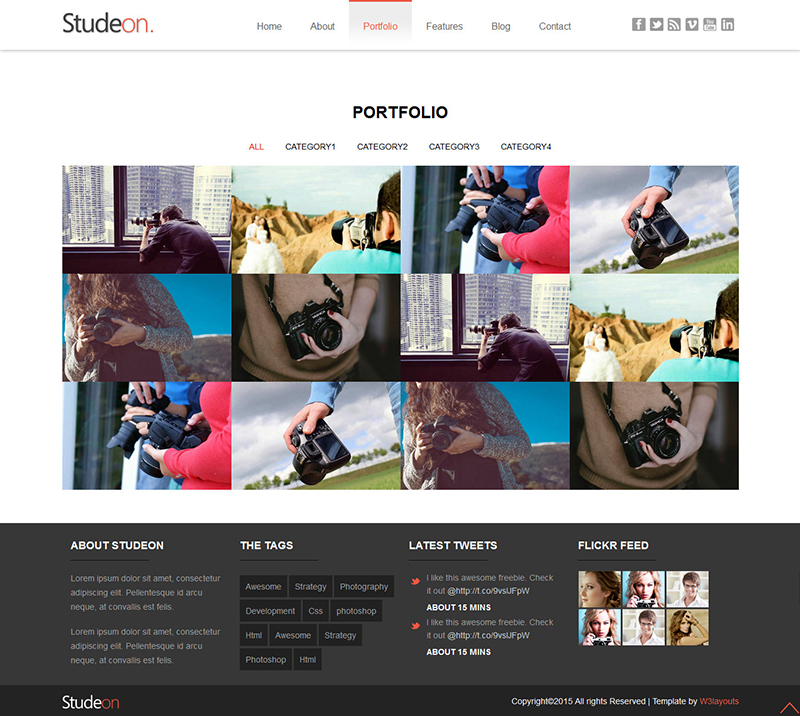 Studeon.
Home About Portfolio Features Blog Contact
PORTFOLIO
ALL CATEGORY1 CATEGORY2 CATEGORY3 CATEGORY4
ABOUT STUDEON
Lorem ipsum dolor sit amet, consectetur
adipiscing elit. Pellentesque id arcu
neque, at convallis est felis.
Lorem ipsum dolor sit amet, consectetur
adipiscing elit. Pellentesque id arcu
neque, at convallis est felis.
THE TAGS
Awesome Strategy Photography
Development Css photoshop
Html Awesome Strategy
Photoshop Html
LATEST TWEETS
I like this awesome freebie. Check
it out @http://t.co/9vslJFpW
ABOUT 15 MINS
I like this awesome freebie. Check
it out @http://t.co/9vslJFpW
ABOUT 15 MINS
FLICKR FEED
Studeon
Copyright©2015 All rights Reserved | Template by W3layouts